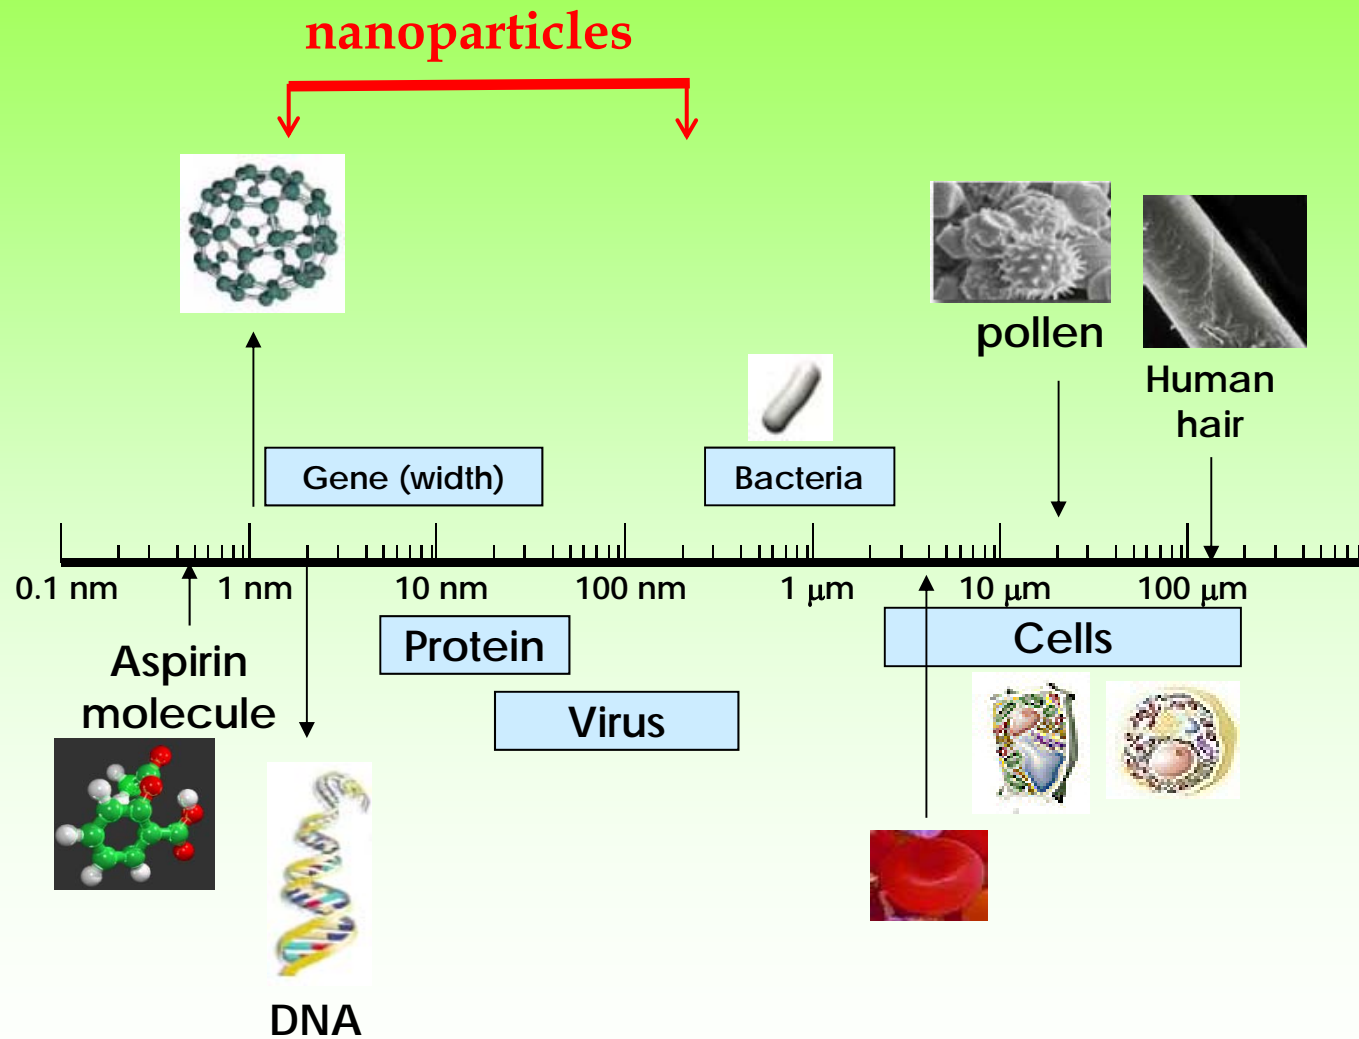 nanoparticles
pollen
Human
hair
Gene (width)
Bacteria
0.1 nm
1 nm
10 nm
100 nm
1 μm
10 μm
100 μm
Aspirin
molecule
Protein
Cells
Virus
DNA